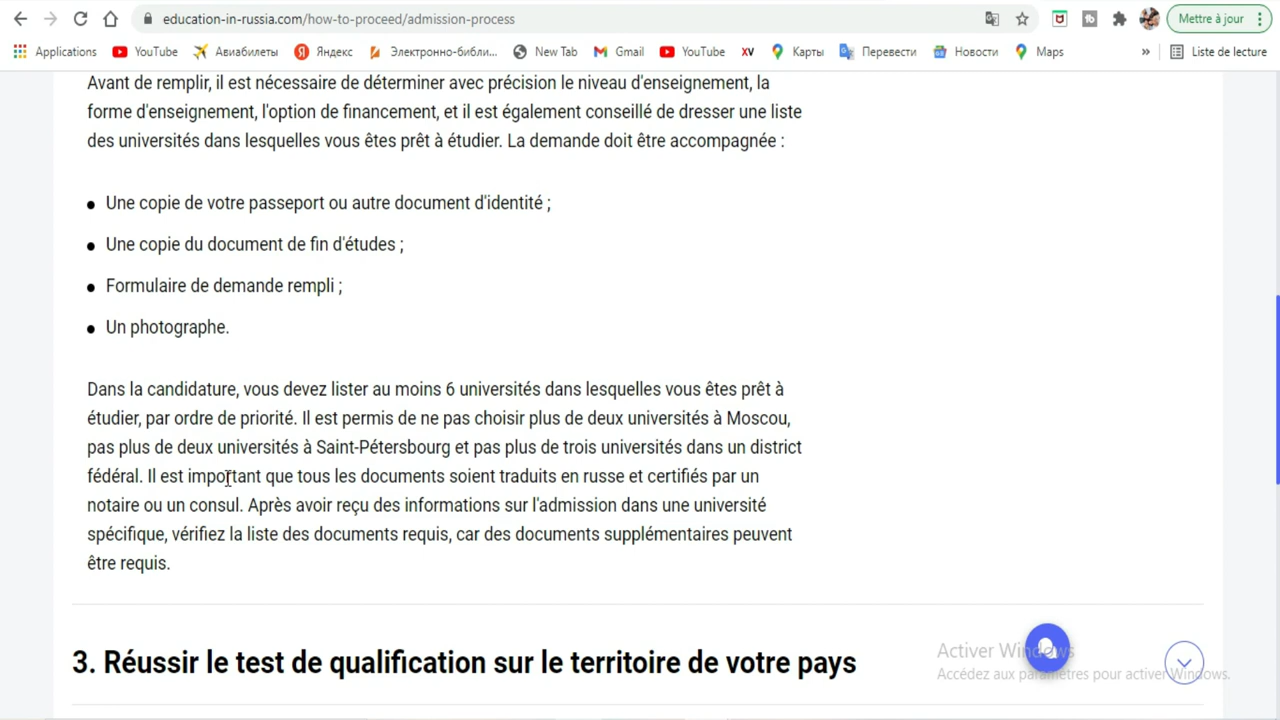 education-in-russia.com/how-to-proceed/admission-process
Mettre à jour
Applications YouTube Авиабилеты Яндекс Электронно-библи... New Tab Gmail YouTube XV Карты Перевести Новости Maps » Liste de lecture
Avant de remplir, il est nécessaire de déterminer avec précision le niveau d'enseignement, la
forme d'enseignement, l'option de financement, et il est également conseillé de dresser une liste
des universités dans lesquelles vous êtes prêt à étudier. La demande doit être accompagnée :
● Une copie de votre passeport ou autre document d'identité ;
● Une copie du document de fin d'études ;
● Formulaire de demande rempli ;
● Un photographe.
Dans la candidature, vous devez lister au moins 6 universités dans lesquelles vous êtes prêt à
étudier, par ordre de priorité. Il est permis de ne pas choisir plus de deux universités à Moscou,
pas plus de deux universités à Saint-Pétersbourg et pas plus de trois universités dans un district
fédéral. Il est important que tous les documents soient traduits en russe et certifiés par un
notaire ou un consul. Après avoir reçu des informations sur l'admission dans une université
spécifique, vérifiez la liste des documents requis, car des documents supplémentaires peuvent
être requis.
3. Réussir le test de qualification sur le territoire de votre pays
Activer Windows
Accédez aux paramètres pour activer Windows.